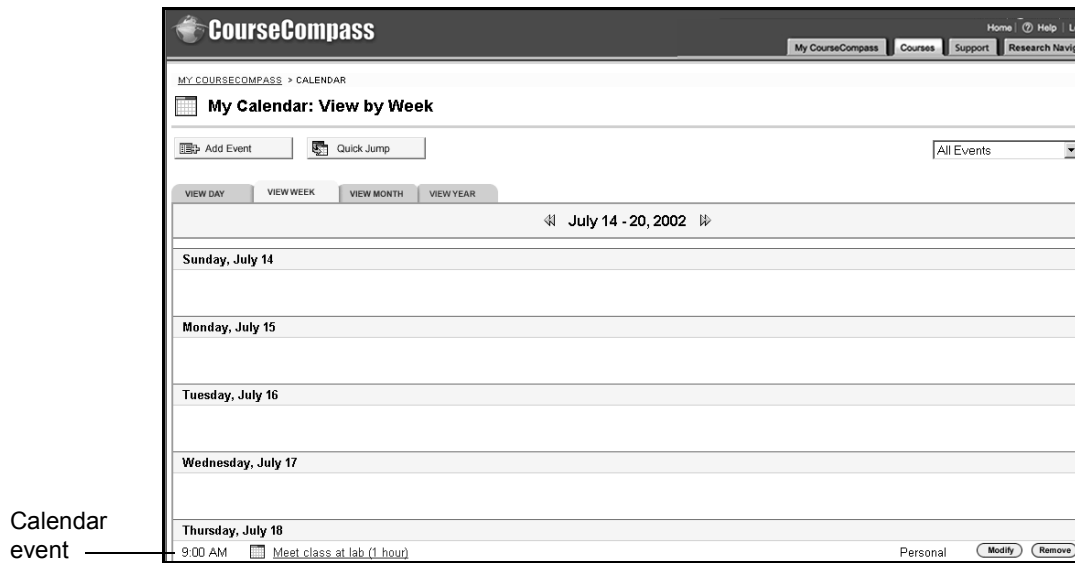 CourseCompass
Home Help
My CourseCompass Courses Support Research
MY COURSECOMPASS > CALENDAR
My Calendar: View by Week
Add Event Quick Jump All Events
VIEW DAY VIEW WEEK VIEW MONTH VIEW YEAR
July 14 - 20, 2002
Sunday, July 14
Monday, July 15
Tuesday, July 16
Wednesday, July 17
Thursday, July 18
9:00 AM Meet class at lab (1 hour) Personal Modify Remove
Calendar
event